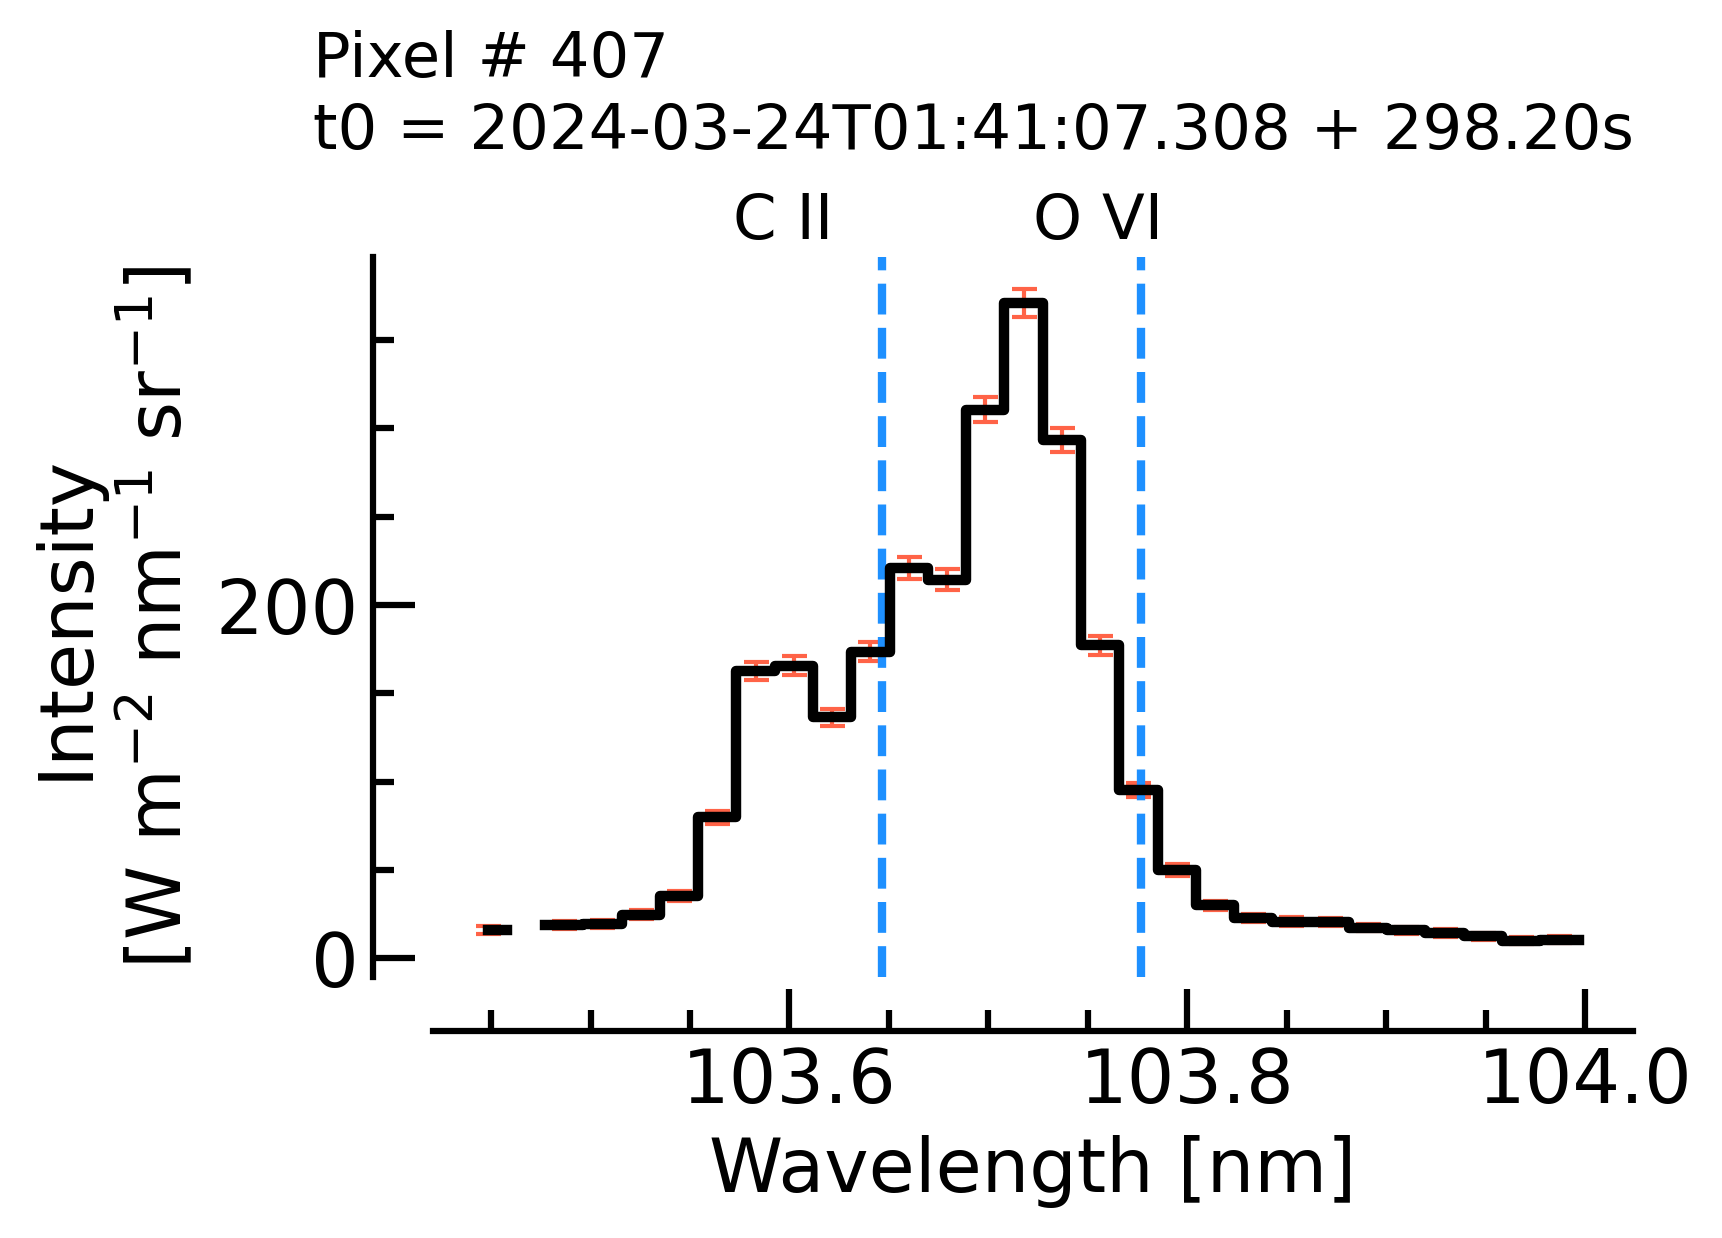 Pixel # 407
t0 = 2024-03-24T01:41:07.308 + 298.20s
C II O VI
Intensity
[W m⁻² nm⁻¹ sr⁻¹]
200
0
103.6 103.8 104.0
Wavelength [nm]